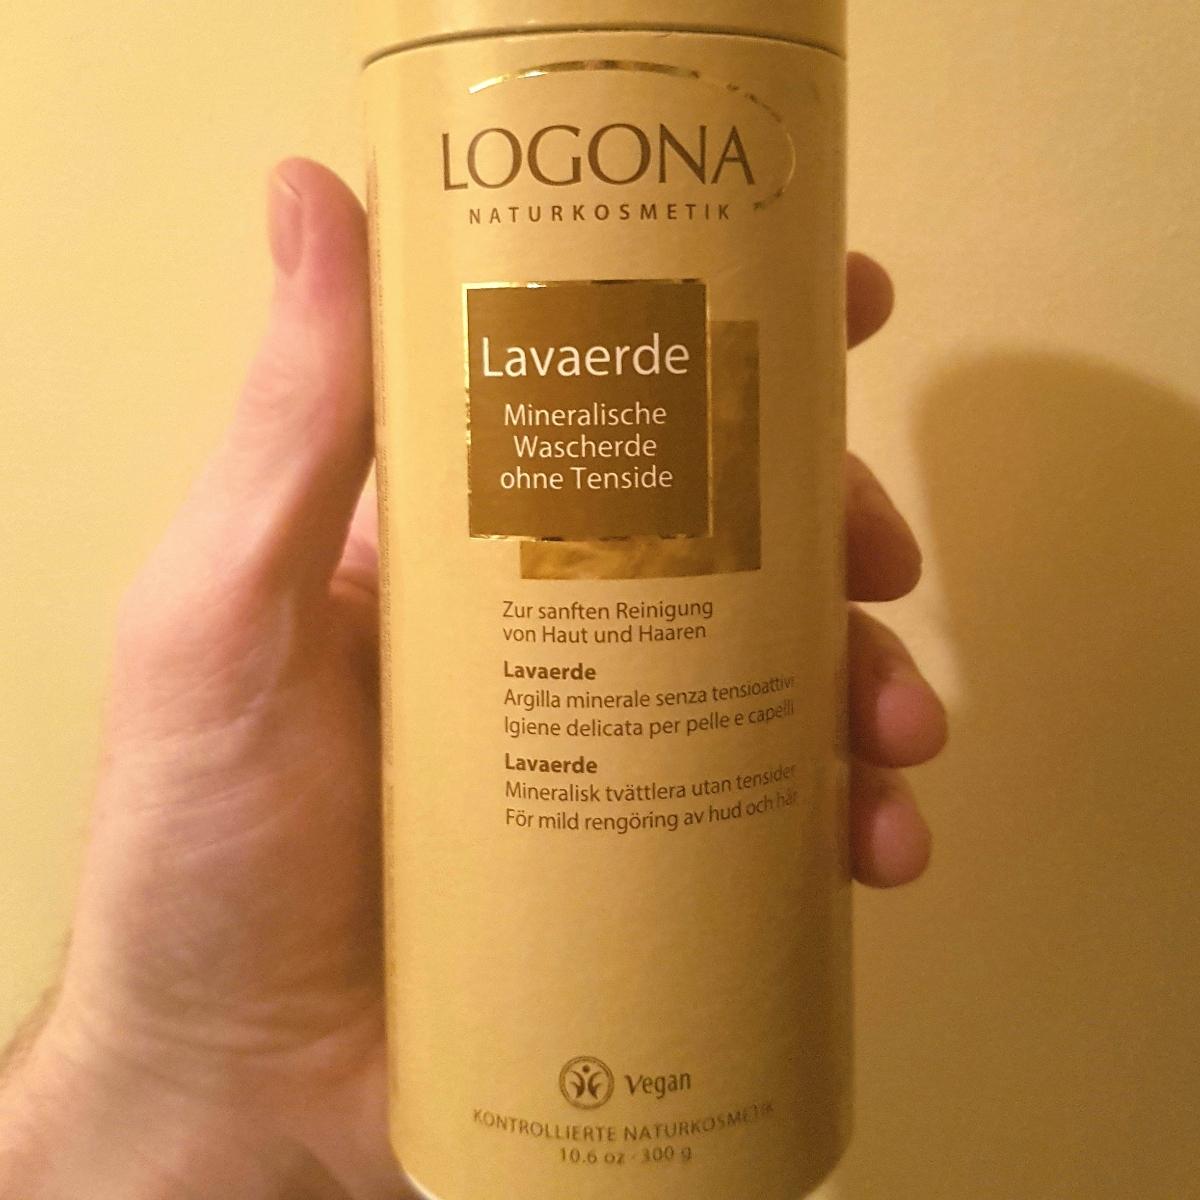 LOGONA
NATURKOSMETIK
Lavaerde
Mineralische
Wascherde
ohne Tenside
Zur sanften Reinigung
von Haut und Haaren
Lavaerde
Argilla minerale senza tensioattivi
Igiene delicata per pelle e capelli
Lavaerde
Mineralisk tvättlera utan tensider
För mild rengöring av hud och hår
Vegan
KONTROLLIERTE NATURKOSMETIK
10.6 oz · 300 g